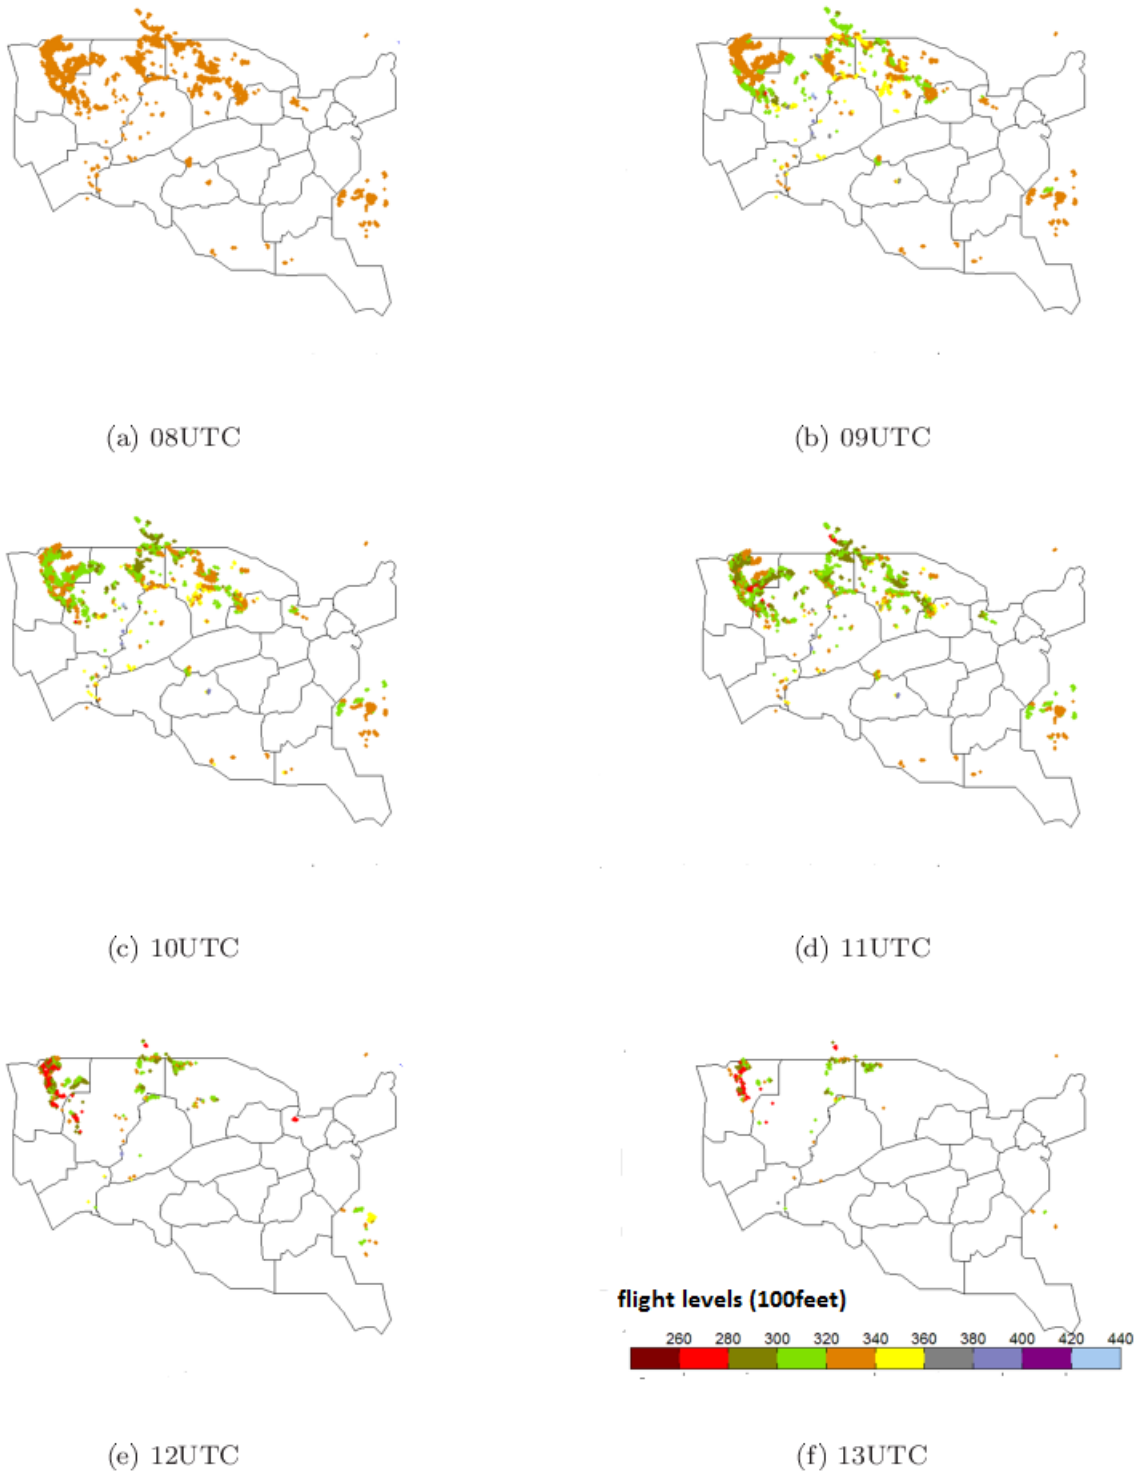 (a) 08UTC
(b) 09UTC
(c) 10UTC
(d) 11UTC
flight levels (100feet)
260 280 300 320 340 360 380 400 420 440
(e) 12UTC
(f) 13UTC